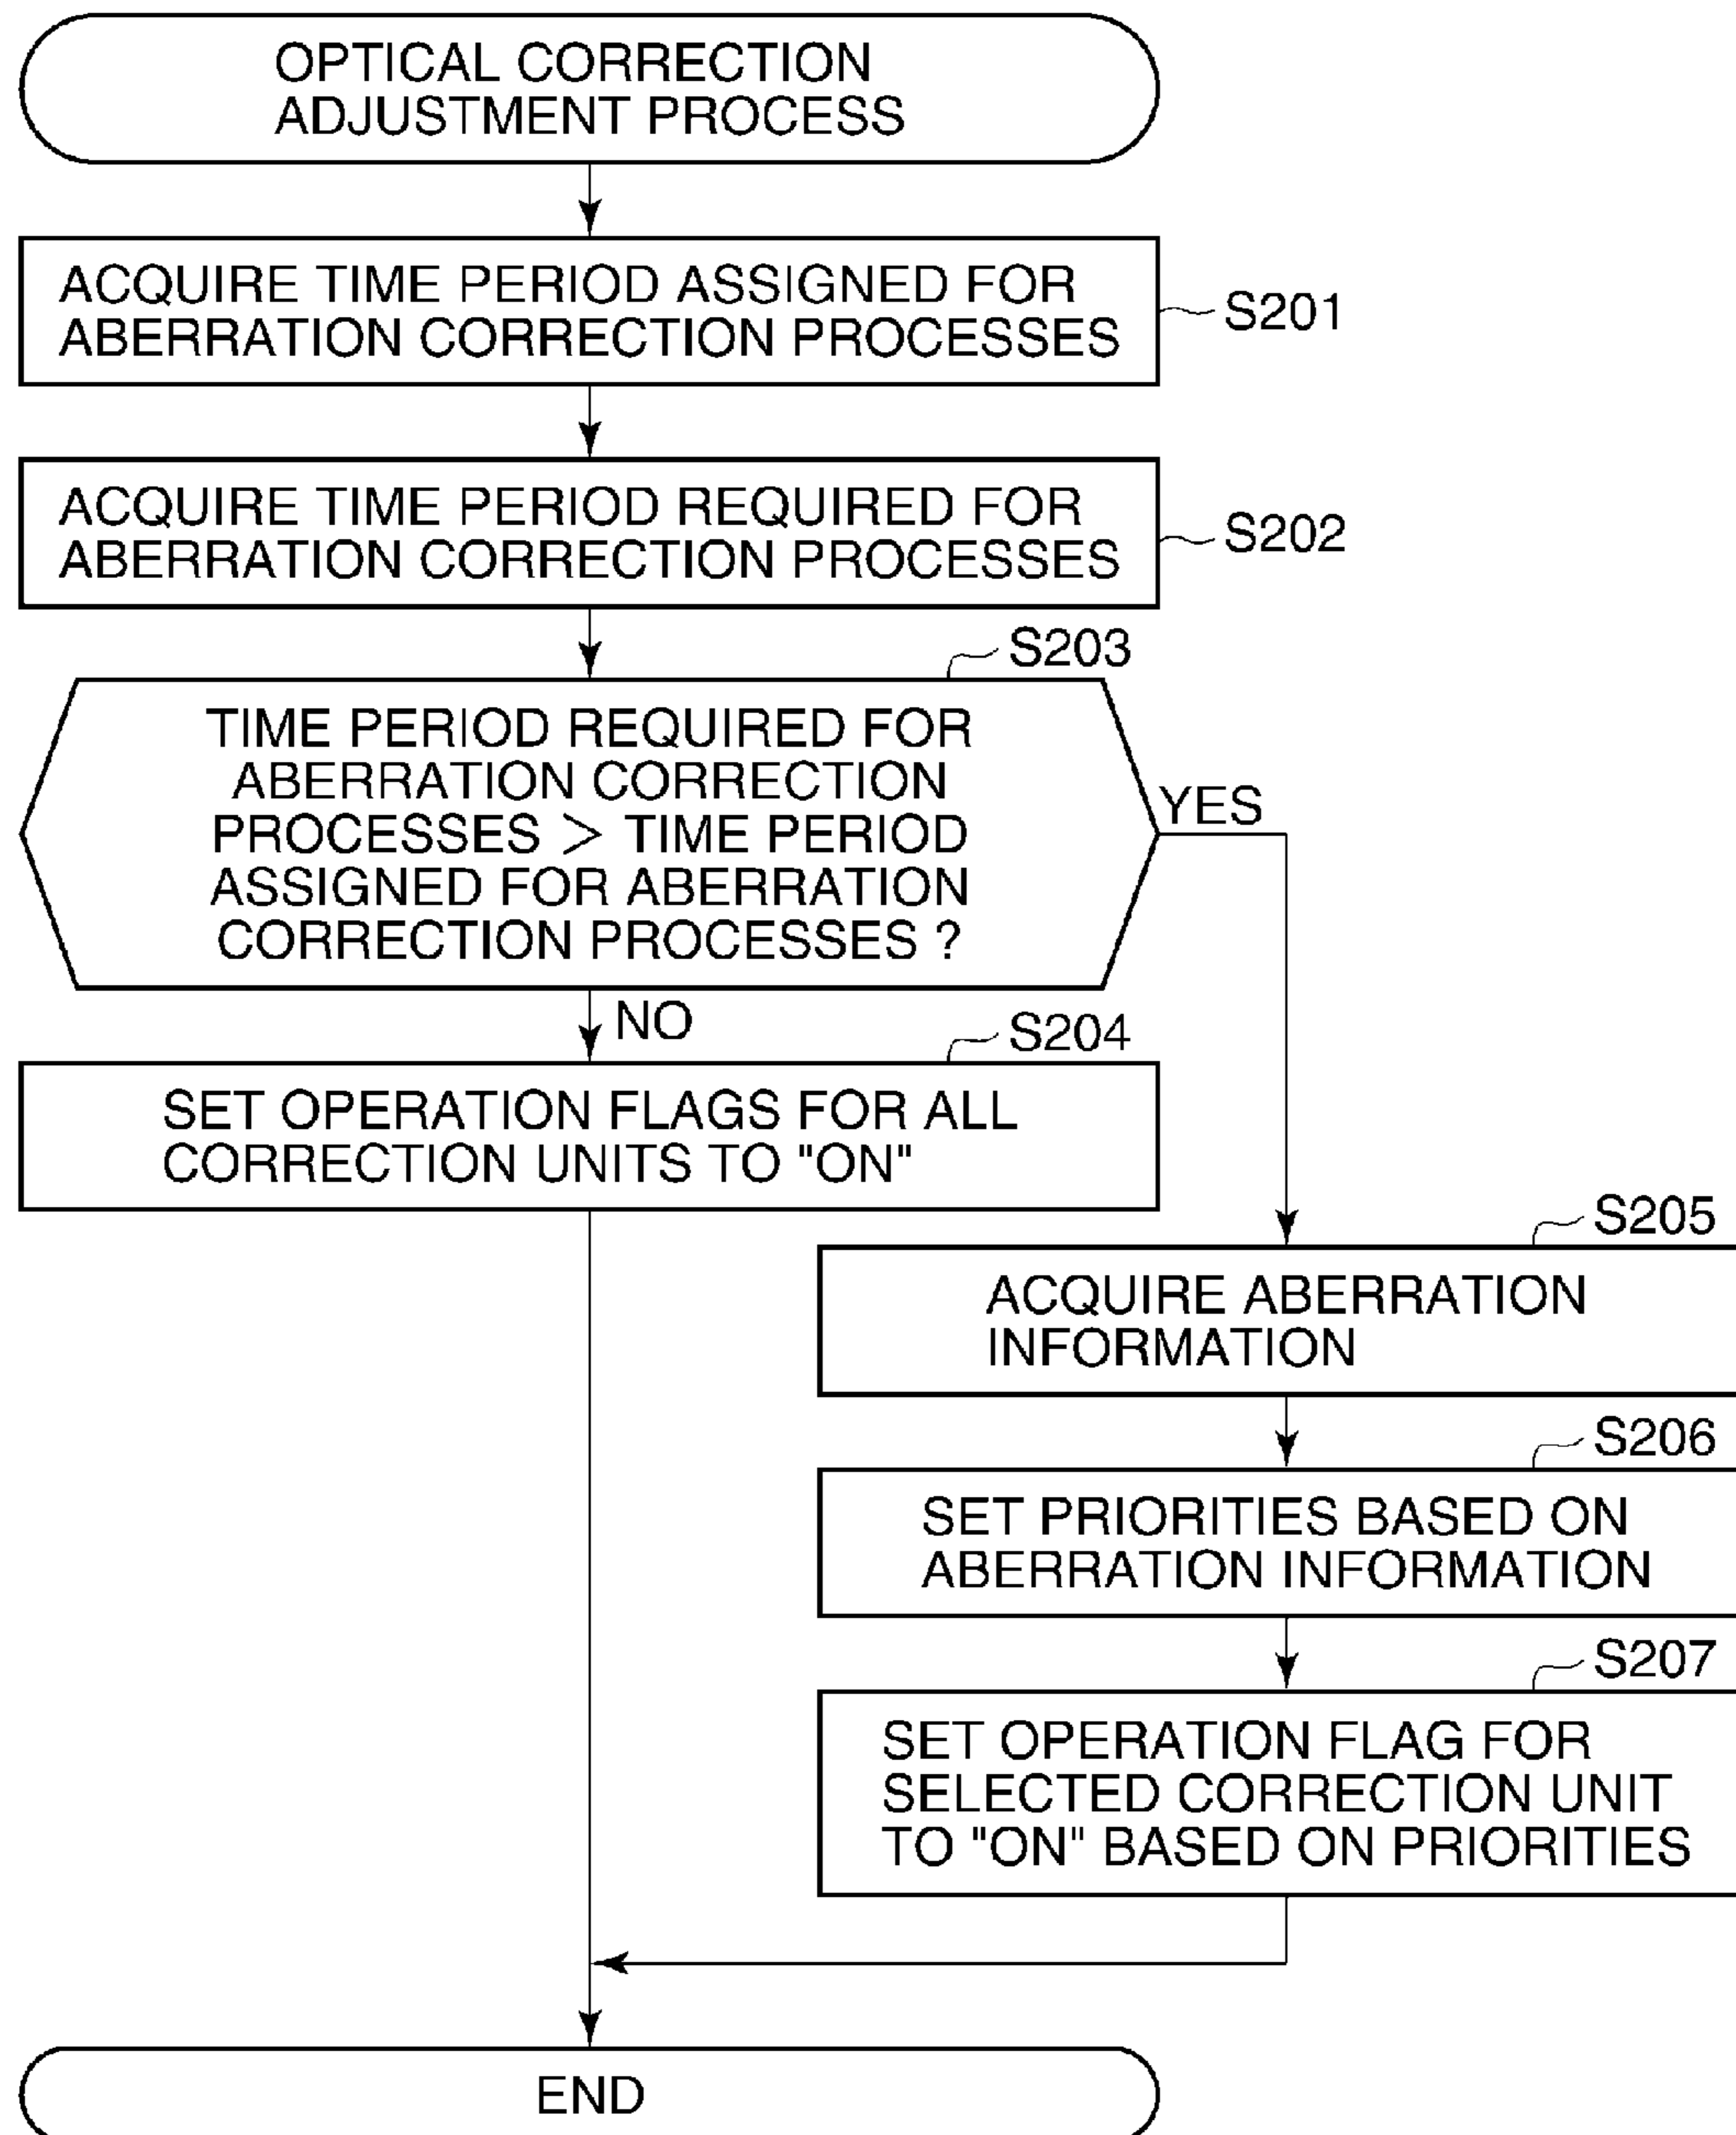 OPTICAL CORRECTION
ADJUSTMENT PROCESS
ACQUIRE TIME PERIOD ASSIGNED FOR
ABERRATION CORRECTION PROCESSES
S201
ACQUIRE TIME PERIOD REQUIRED FOR
ABERRATION CORRECTION PROCESSES
S202
S203
TIME PERIOD REQUIRED FOR
ABERRATION CORRECTION
PROCESSES > TIME PERIOD
ASSIGNED FOR ABERRATION
CORRECTION PROCESSES ?
YES
NO
S204
SET OPERATION FLAGS FOR ALL
CORRECTION UNITS TO "ON"
S205
ACQUIRE ABERRATION
INFORMATION
S206
SET PRIORITIES BASED ON
ABERRATION INFORMATION
S207
SET OPERATION FLAG FOR
SELECTED CORRECTION UNIT
TO "ON" BASED ON PRIORITIES
END